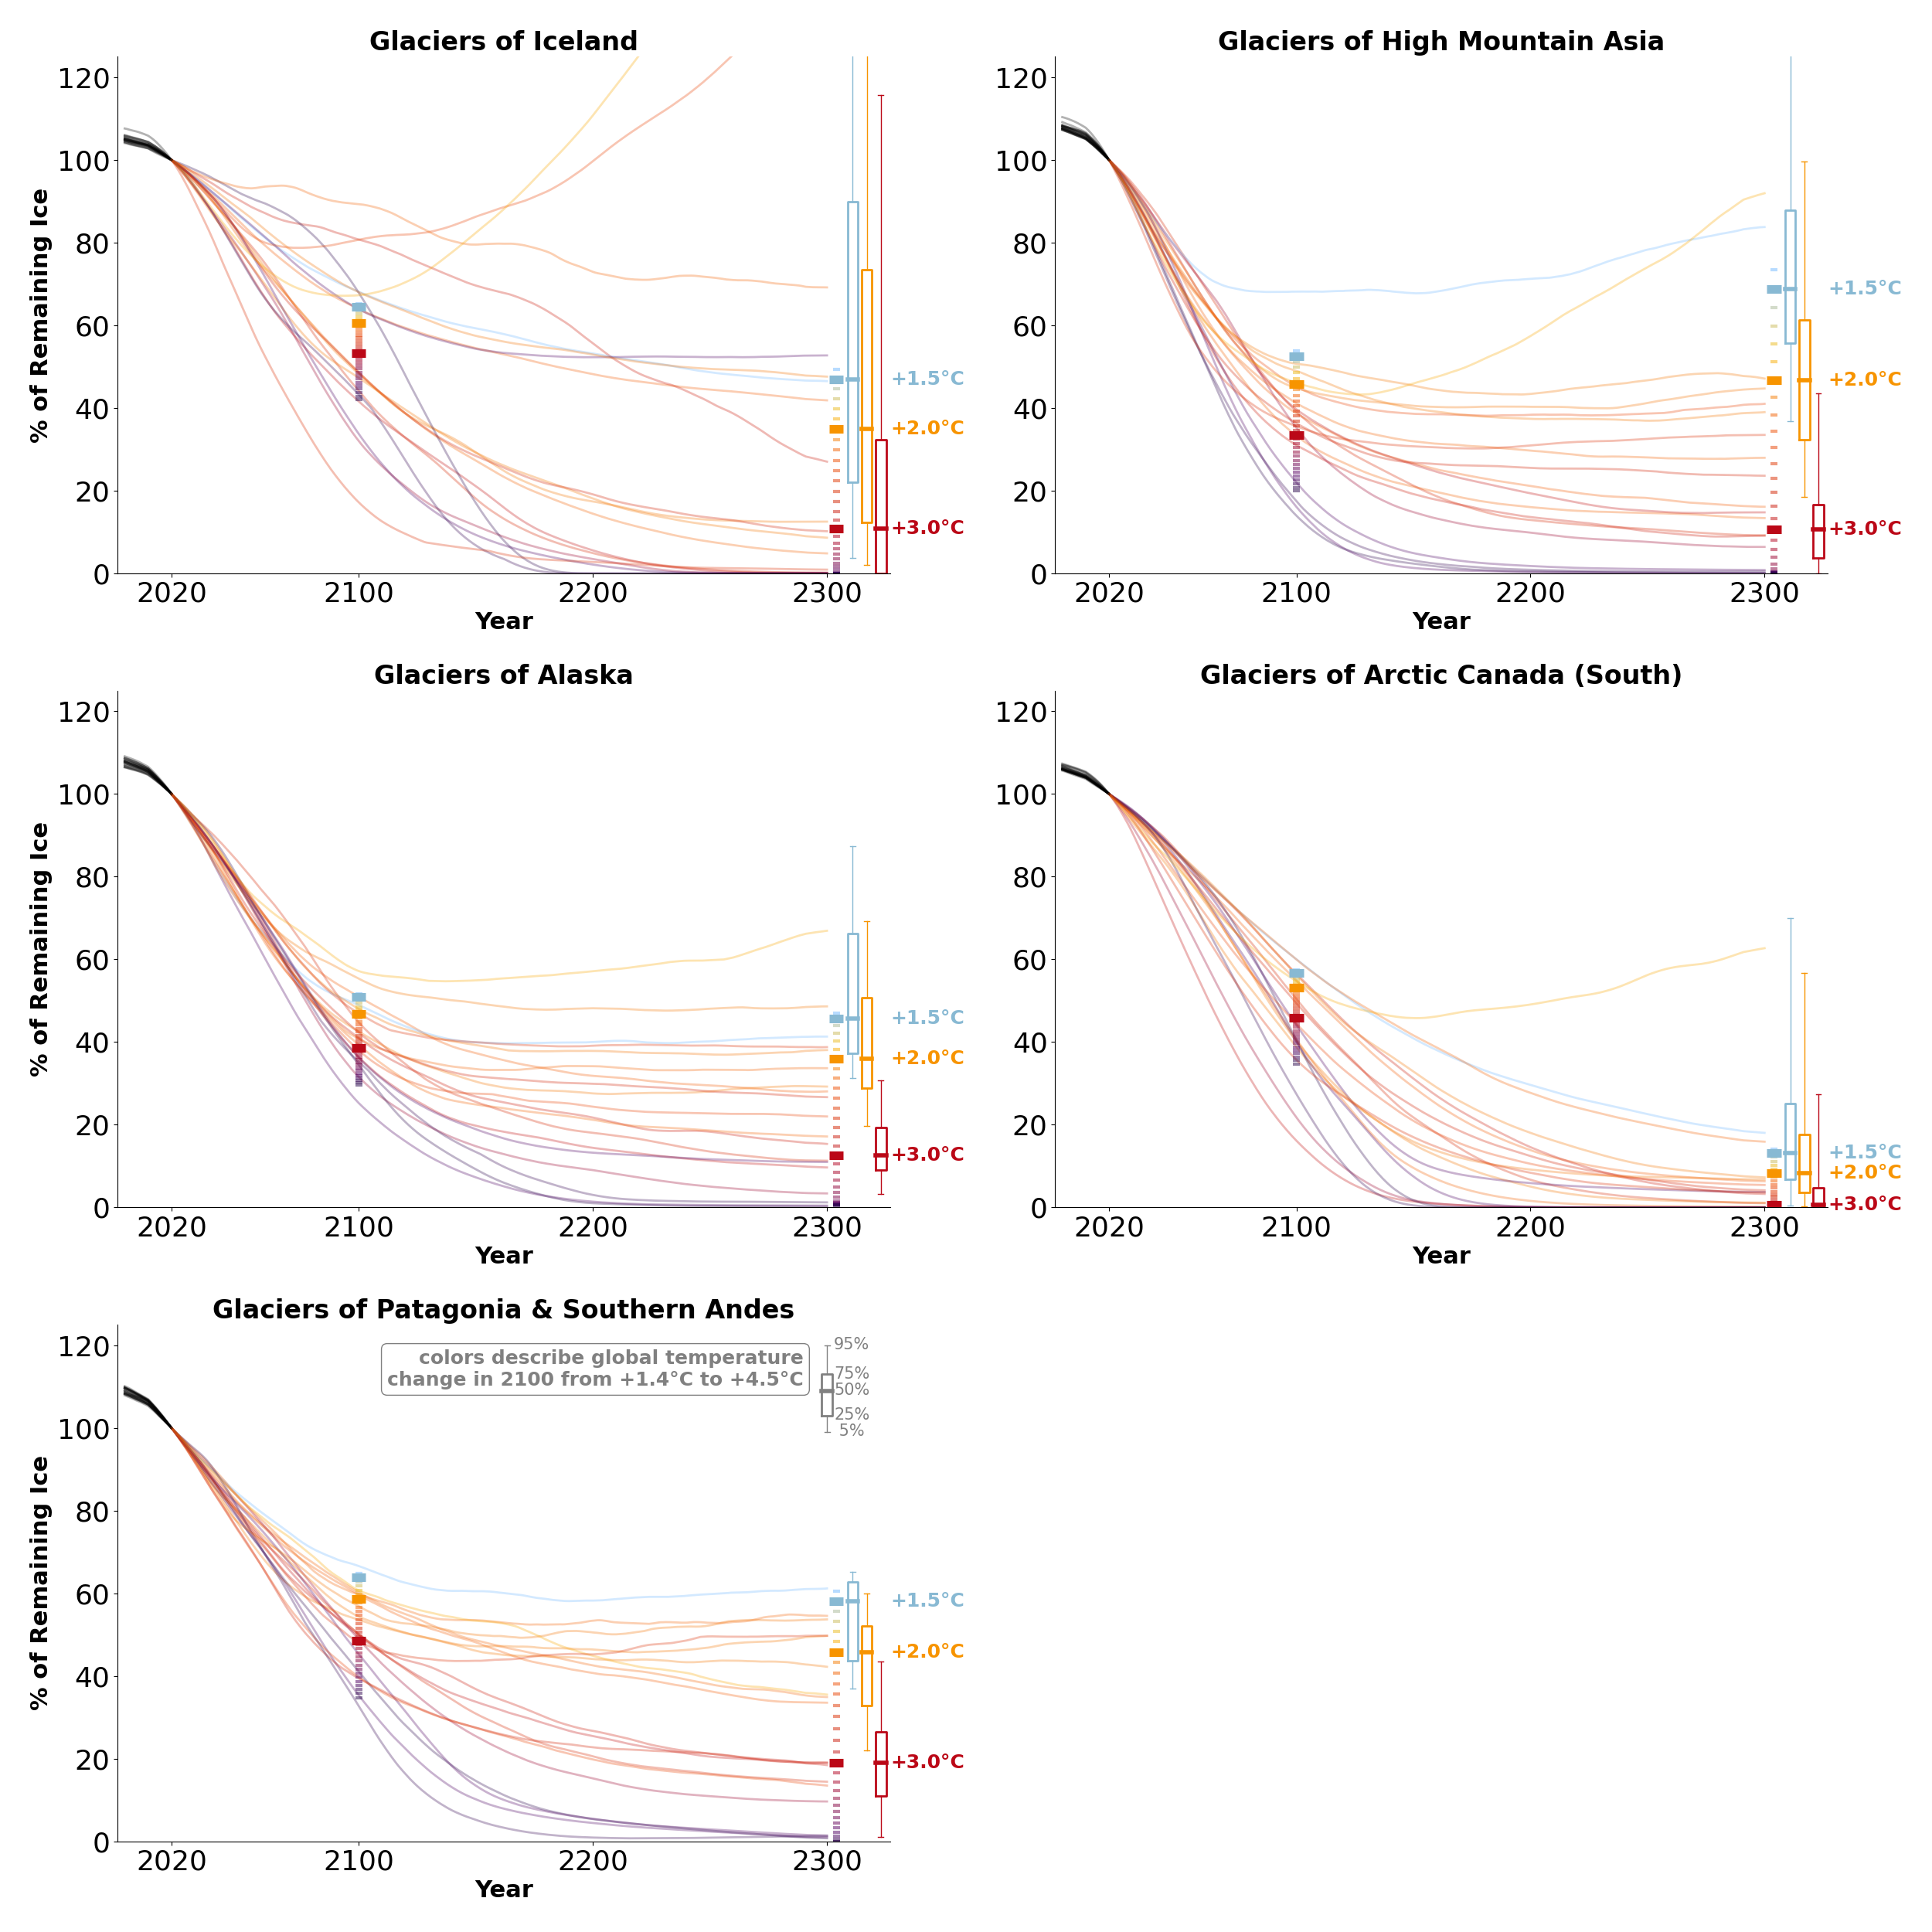 Glaciers of Iceland
% of Remaining Ice
120
100
80
60
40
20
0
2020
2100
2200
2300
Year
+1.5°C
+2.0°C
+3.0°C
Glaciers of High Mountain Asia
120
100
80
60
40
20
0
2020
2100
2200
2300
Year
+1.5°C
+2.0°C
+3.0°C
Glaciers of Alaska
% of Remaining Ice
120
100
80
60
40
20
0
2020
2100
2200
2300
Year
+1.5°C
+2.0°C
+3.0°C
Glaciers of Arctic Canada (South)
120
100
80
60
40
20
0
2020
2100
2200
2300
Year
+1.5°C
+2.0°C
+3.0°C
Glaciers of Patagonia & Southern Andes
% of Remaining Ice
120
100
80
60
40
20
0
2020
2100
2200
2300
Year
colors describe global temperature
change in 2100 from +1.4°C to +4.5°C
95%
75%
50%
25%
5%
+1.5°C
+2.0°C
+3.0°C